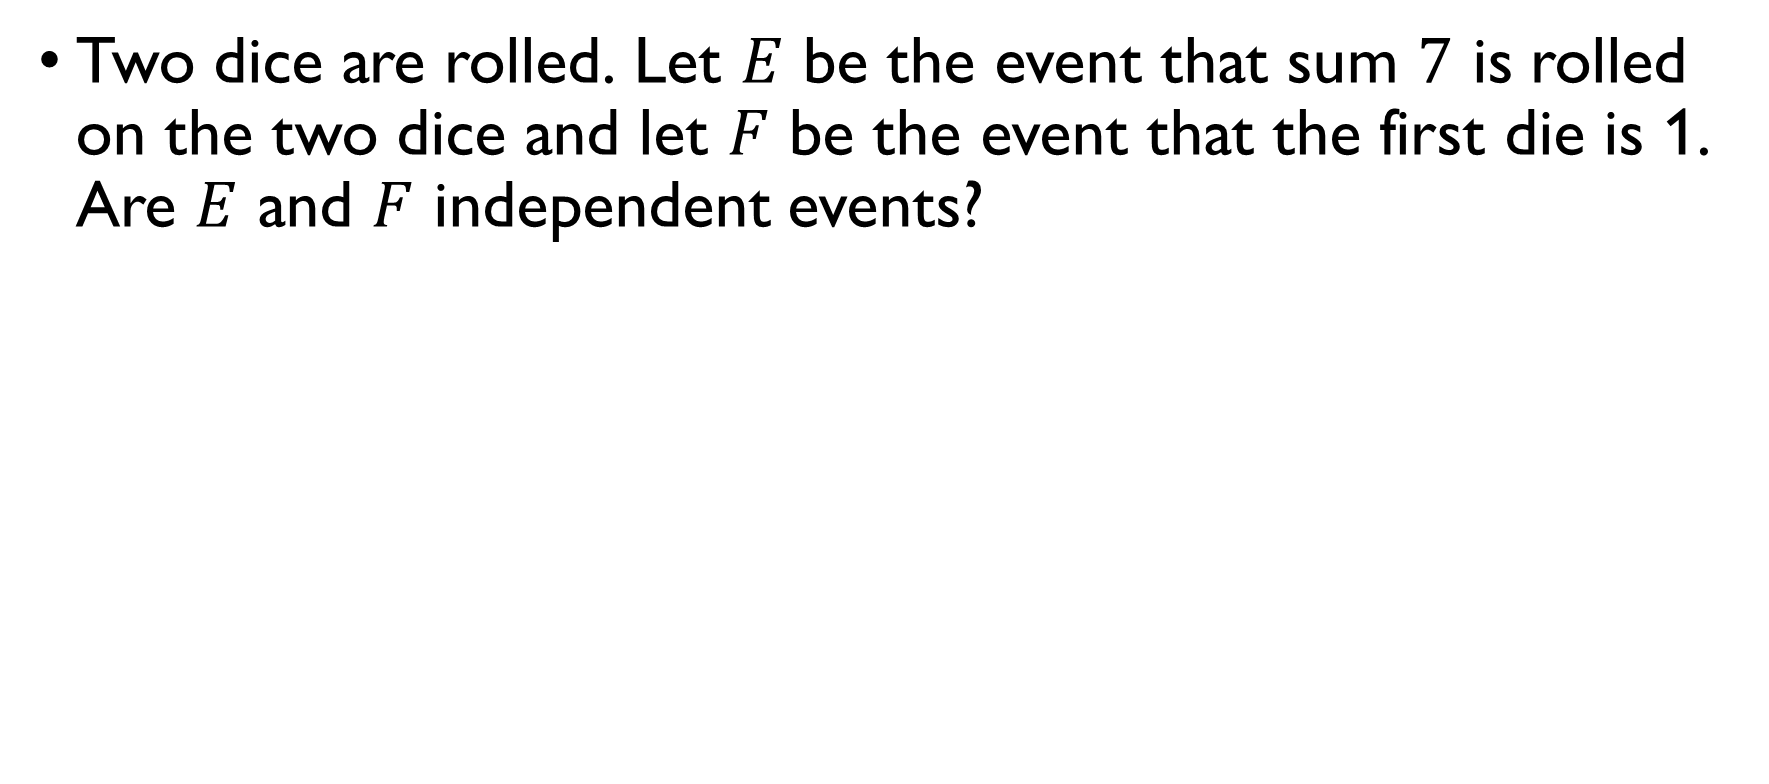 • Two dice are rolled. Let E be the event that sum 7 is rolled
on the two dice and let F be the event that the first die is 1.
Are E and F independent events?